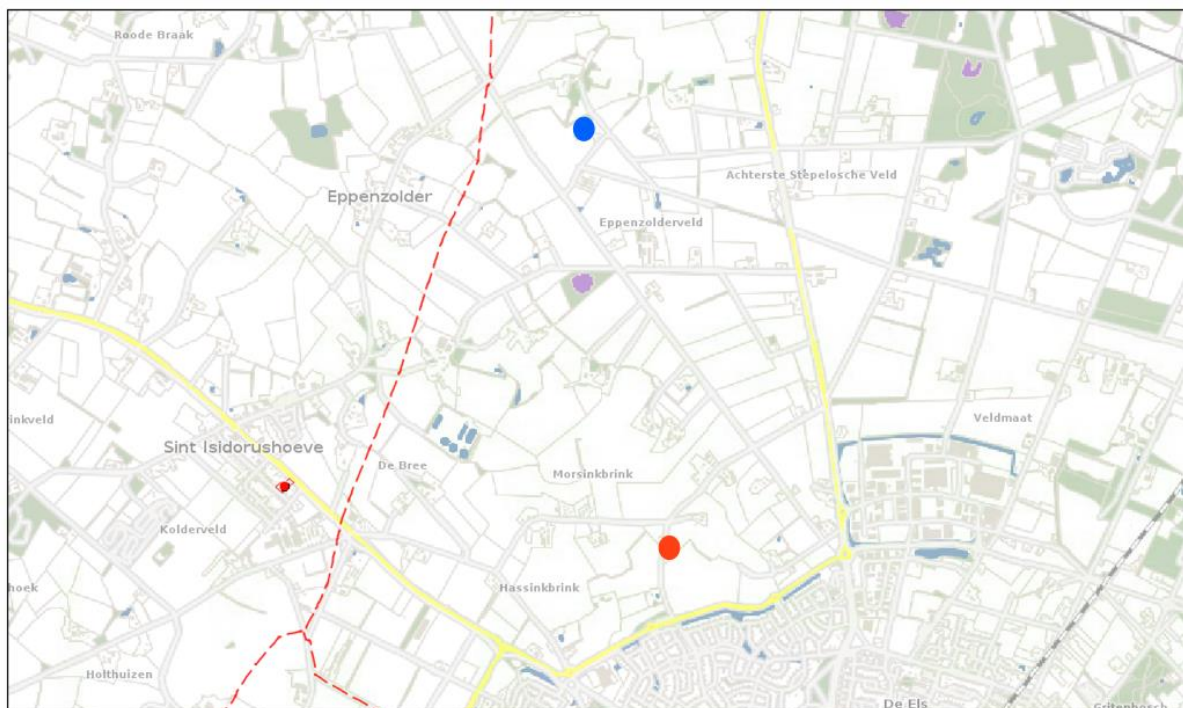 Roode Braak
Achterste Stepelosche Veld
Eppenzolder
Eppenzolderveld
inkveld
Veldmaat
Sint Isidorushoeve
De Bree
Morsinkbrink
Kolderveld
hoek
Hassinkbrink
Holthuizen
De Els
Gritenbosch